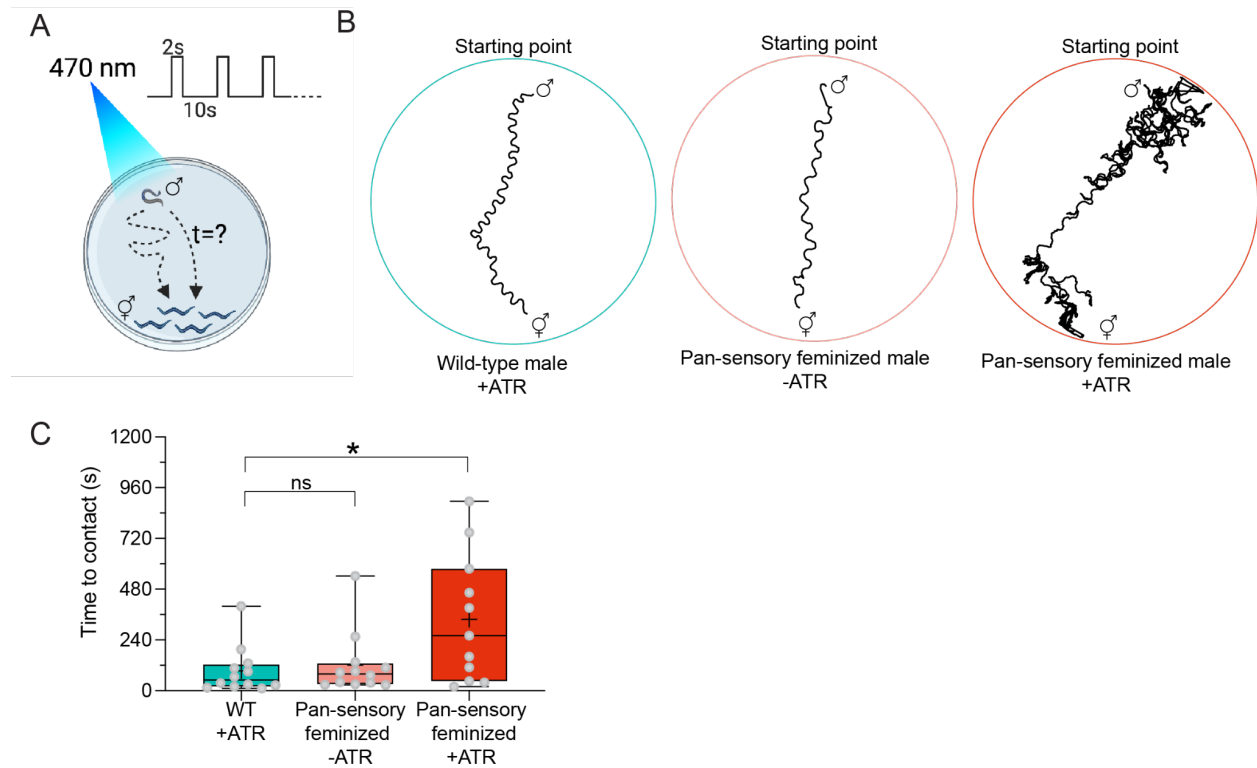 A
2s
470 nm
10s
♂
t=?
⚥
B
Starting point
♂
⚥
Wild-type male
+ATR
Starting point
♂
⚥
Pan-sensory feminized male
-ATR
Starting point
♂
⚥
Pan-sensory feminized male
+ATR
C
Time to contact (s)
1200
960
720
480
240
0
*
ns
WT
+ATR
Pan-sensory
feminized
-ATR
Pan-sensory
feminized
+ATR